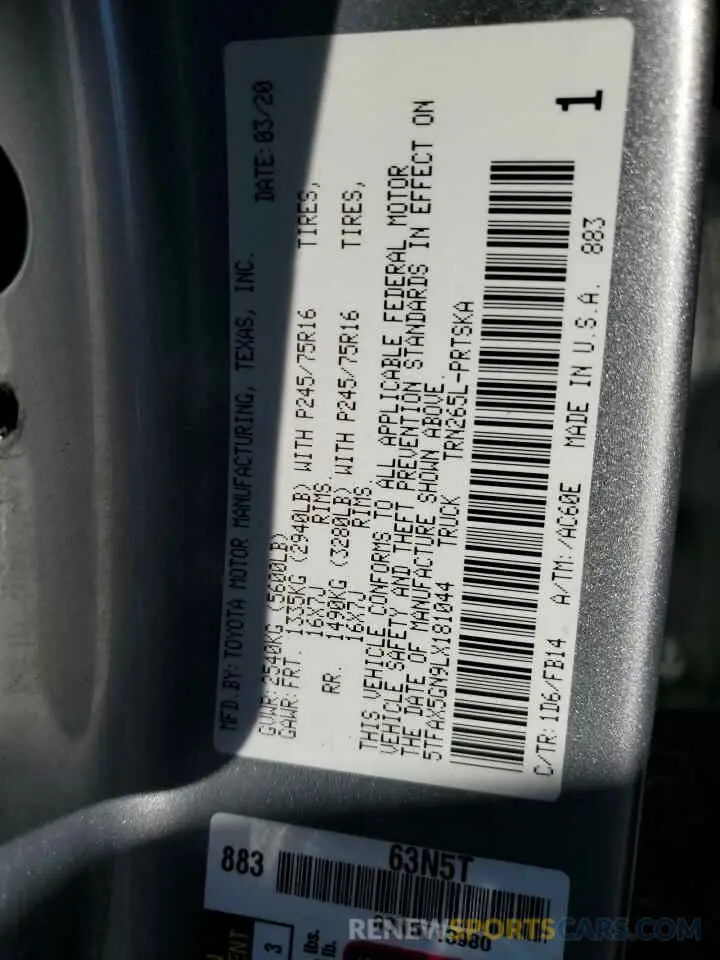 MFD.BY:TOYOTA MOTOR MANUFACTURING, TEXAS, INC. DATE:03/20
GVWR:2540KG (5600LB)
GAWR:FRT. 1335KG (2940LB) WITH P245/75R16 TIRES,
16X7J RIMS
RR. 1490KG (3280LB) WITH P245/75R16 TIRES,
16X7J RIMS
THIS VEHICLE CONFORMS TO ALL APPLICABLE FEDERAL MOTOR
VEHICLE SAFETY AND THEFT PREVENTION STANDARDS IN EFFECT ON
THE DATE OF MANUFACTURE SHOWN ABOVE.
5TFAX5GN9LX181044 TRUCK TRN265L-PRTSKA
1
C/TR:1D6/FB14 A/TM:/AC60E MADE IN U.S.A. 883
883
63N5T
3
lbs.
RENEWSPORTSCARS.COM